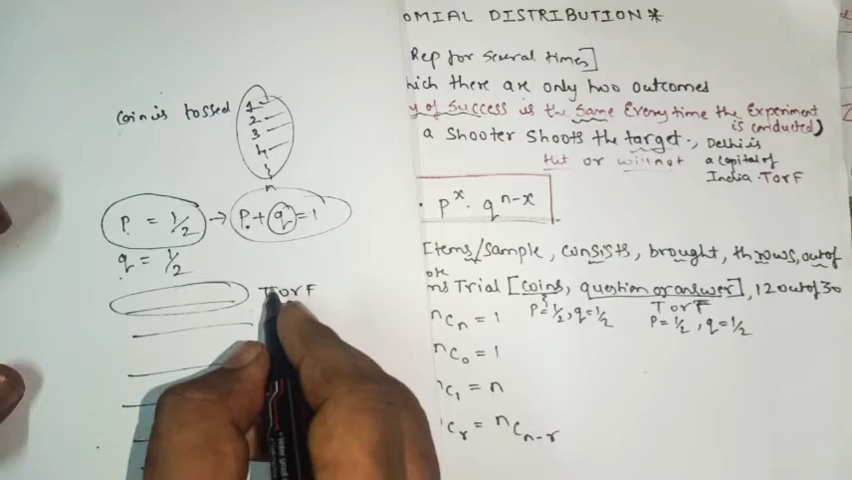 OMIAL DISTRIBUTION*
Rep for Several times]
hich there are only two outcomes
y of Success is the Same Every time the Experiment
is conducted)
a Shooter Shoots the target.,
Hit or will not
Delhi is
a capital of
India. T or F
. p^x . q^{n-x}
Items/Sample, consists, brought, throws, out of
ns Trial [coins, question or answer], 12 out of 30
P=1/2, q=1/2
T or F
P=1/2, q=1/2
nCn = 1
nC0 = 1
C1 = n
Cr = nCn-r
Coin is tossed
1
2
3
4
n
P = 1/2 → P + q = 1
q = 1/2
T or F